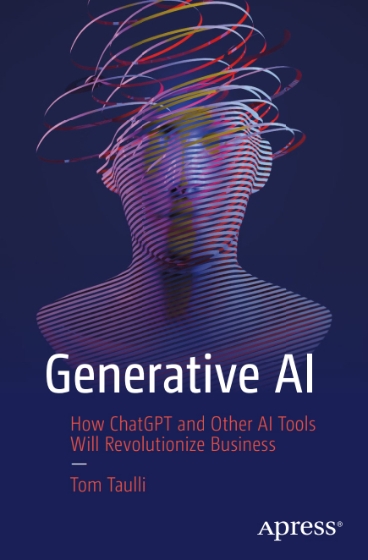 Generative AI
How ChatGPT and Other AI Tools
Will Revolutionize Business
Tom Taulli
Apress®